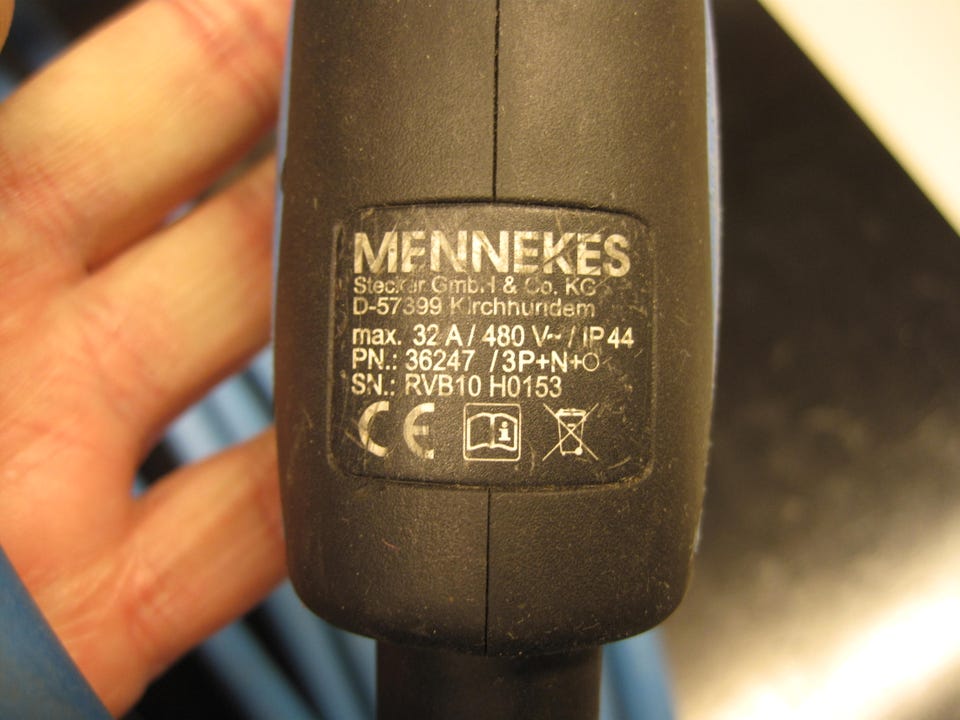 MENNEKES
Stecker GmbH & Co. KG
D-57399 Kirchhundem
max. 32 A / 480 V~ / IP 44
PN.: 36247 / 3P+N+
SN.: RVB10 H0153
CE
i